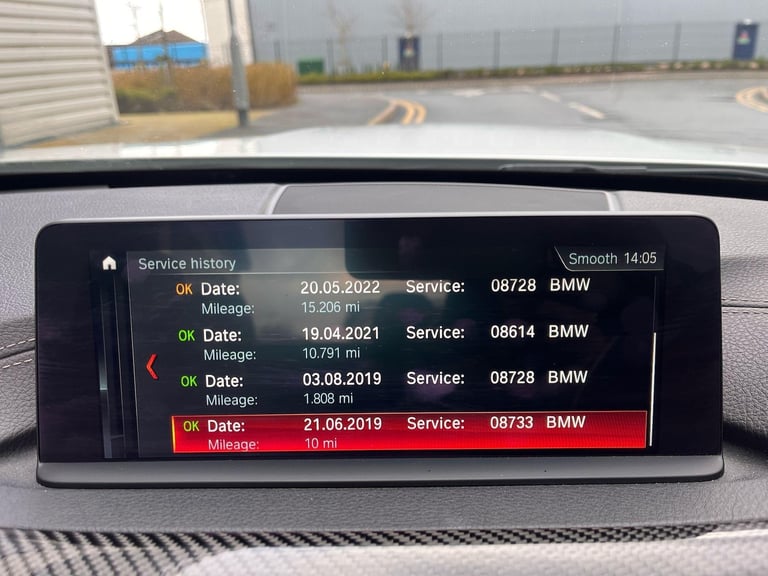 Service history Smooth 14:05
OK Date: 20.05.2022 Service: 08728 BMW
Mileage: 15.206 mi
OK Date: 19.04.2021 Service: 08614 BMW
Mileage: 10.791 mi
OK Date: 03.08.2019 Service: 08728 BMW
Mileage: 1.808 mi
OK Date: 21.06.2019 Service: 08733 BMW
Mileage: 10 mi